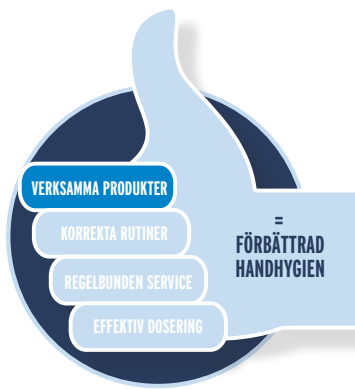 VERKSAMMA PRODUKTER
KORREKTA RUTINER
REGELBUNDEN SERVICE
EFFEKTIV DOSERING
=
FÖRBÄTTRAD
HANDHYGIEN